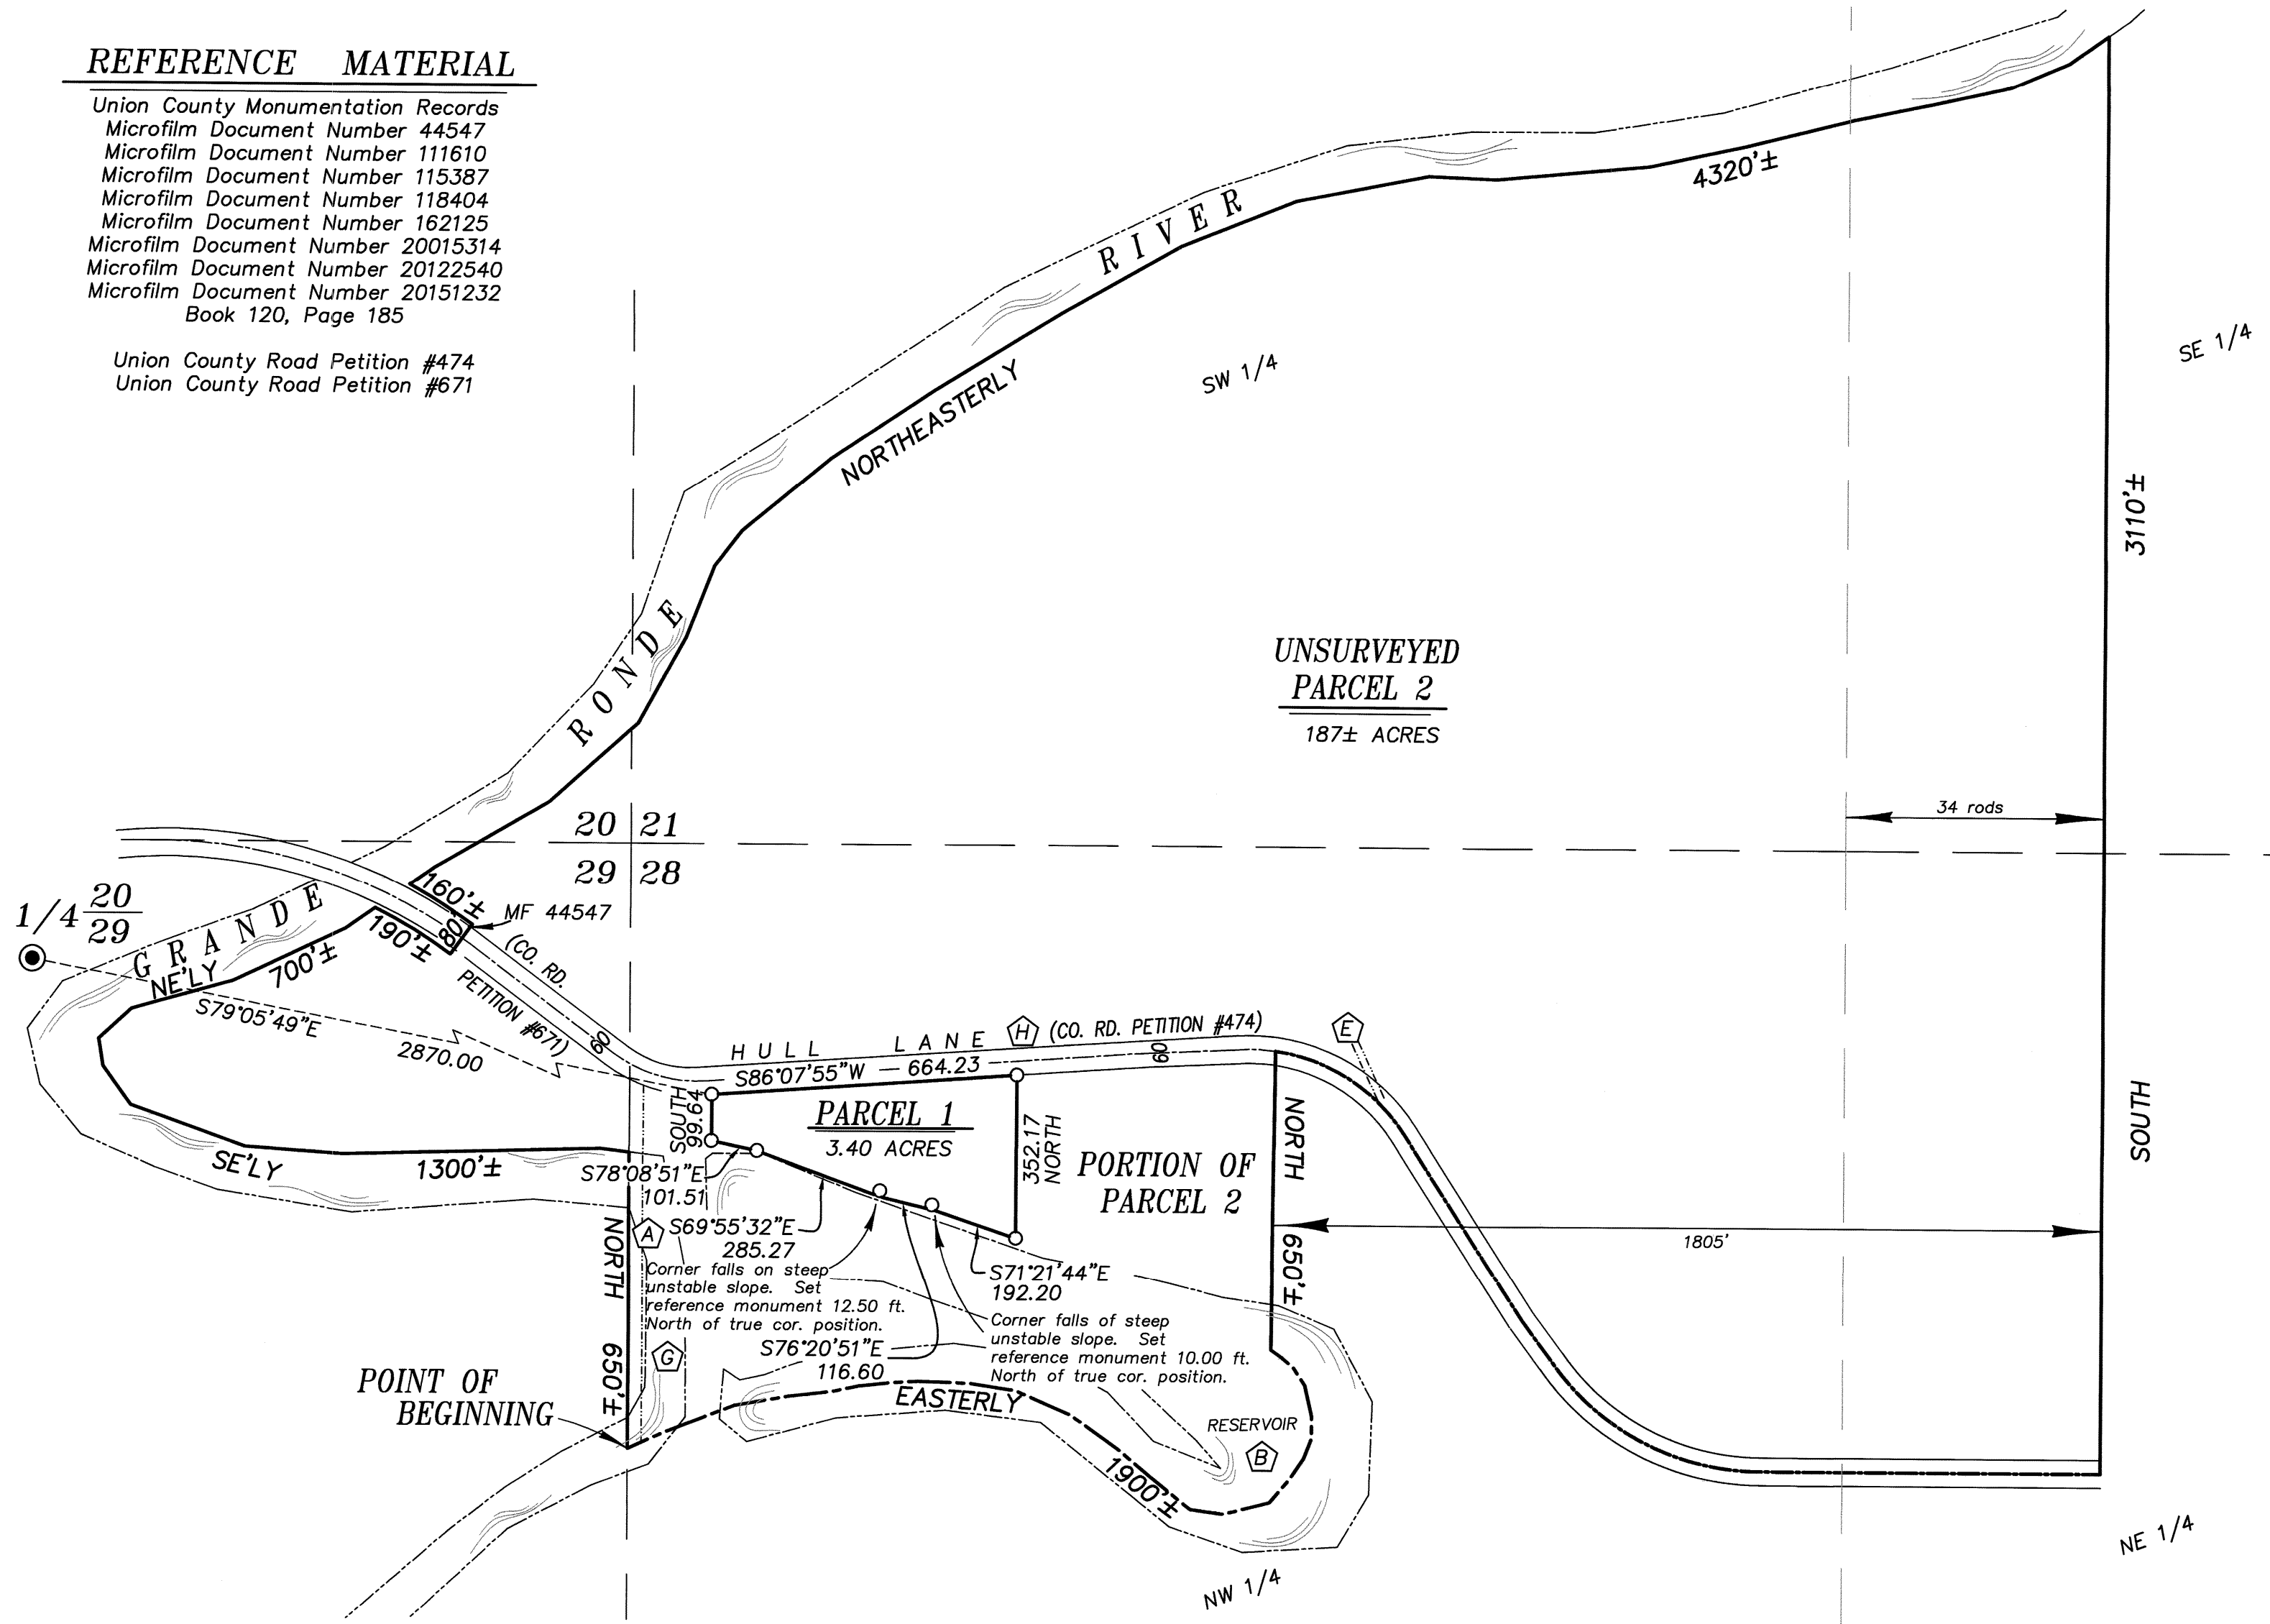 REFERENCE MATERIAL
Union County Monumentation Records
Microfilm Document Number 44547
Microfilm Document Number 111610
Microfilm Document Number 115387
Microfilm Document Number 118404
Microfilm Document Number 162125
Microfilm Document Number 20015314
Microfilm Document Number 20122540
Microfilm Document Number 20151232
Book 120, Page 185
Union County Road Petition #474
Union County Road Petition #671
GRANDE
RONDE
RIVER
NORTHEASTERLY
4320'±
SW 1/4
SE 1/4
3110'±
UNSURVEYED
PARCEL 2
187± ACRES
34 rods
20 21
29 28
1/4 20
29
160'±
80'
190'±
MF 44547
NE'LY
700'±
S79°05'49"E
2870.00
(CO. RD.
PETITION #671)
60
HULL LANE
H
(CO. RD. PETITION #474)
60
E
S86°07'55"W — 664.23
SOUTH
99.64
PARCEL 1
3.40 ACRES
352.17
NORTH
PORTION OF
PARCEL 2
NORTH
650'±
1805'
SOUTH
SE'LY
1300'±
S78°08'51"E
101.51
A
S69°55'32"E
285.27
Corner falls on steep
unstable slope. Set
reference monument 12.50 ft.
North of true cor. position.
S71°21'44"E
192.20
Corner falls of steep
unstable slope. Set
reference monument 10.00 ft.
North of true cor. position.
S76°20'51"E
116.60
NORTH
650'±
G
POINT OF
BEGINNING
EASTERLY
1900'±
RESERVOIR
B
NW 1/4
NE 1/4